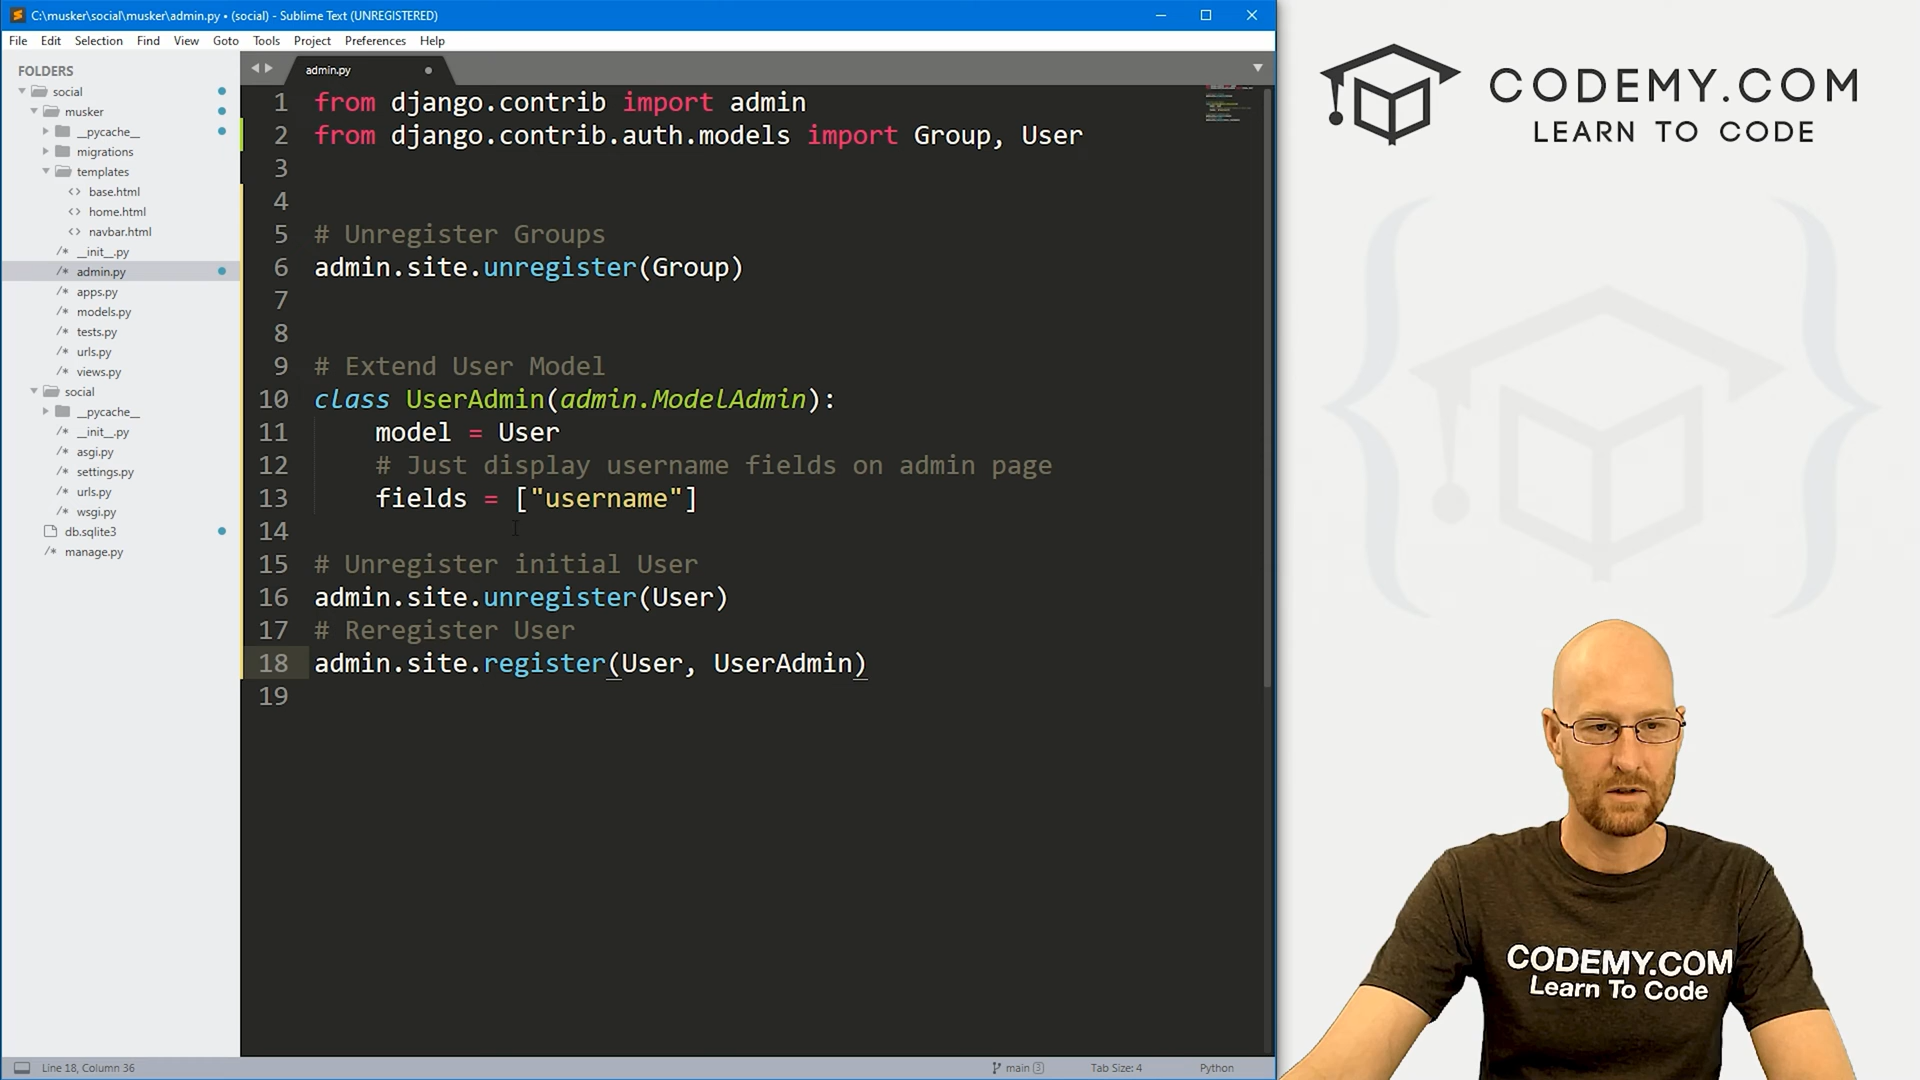 C:\musker\social\musker\admin.py • (social) - Sublime Text (UNREGISTERED)
File Edit Selection Find View Goto Tools Project Preferences Help
FOLDERS
social
musker
__pycache__
migrations
templates
<> base.html
<> home.html
<> navbar.html
/* __init__.py
/* admin.py
/* apps.py
/* models.py
/* tests.py
/* urls.py
/* views.py
social
__pycache__
/* __init__.py
/* asgi.py
/* settings.py
/* urls.py
/* wsgi.py
db.sqlite3
/* manage.py
admin.py
1 from django.contrib import admin
2 from django.contrib.auth.models import Group, User
3
4
5 # Unregister Groups
6 admin.site.unregister(Group)
7
8
9 # Extend User Model
10 class UserAdmin(admin.ModelAdmin):
11 model = User
12 # Just display username fields on admin page
13 fields = ["username"]
14
15 # Unregister initial User
16 admin.site.unregister(User)
17 # Reregister User
18 admin.site.register(User, UserAdmin)
19
Line 18, Column 36
main 3
Tab Size: 4
Python
CODEMY.COM
LEARN TO CODE
CODEMY.COM
Learn To Code